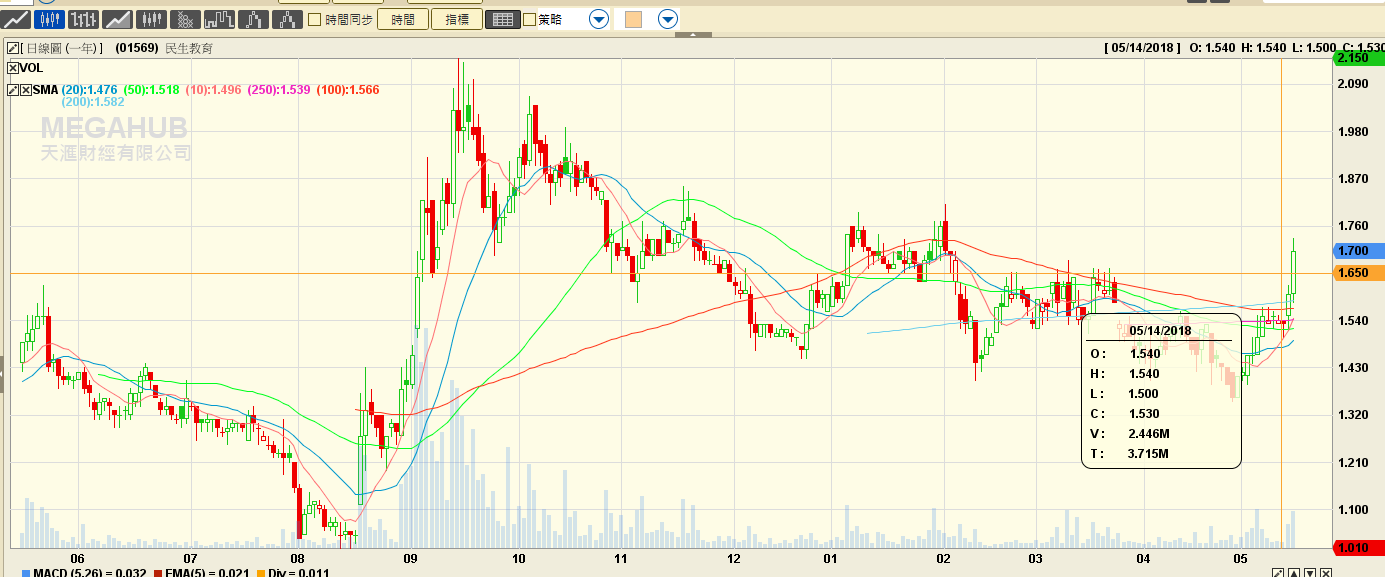 時間同步 時間 指標 策略
[ 日線圖 (一年) ] (01569) 民生教育 [ 05/14/2018 ] O: 1.540 H: 1.540 L: 1.500 C: 1.530
VOL
SMA (20):1.476 (50):1.518 (10):1.496 (250):1.539 (100):1.566
(200):1.582
MEGAHUB
天滙財經有限公司
2.150
2.090
1.980
1.870
1.760
1.700
1.650
1.540
1.430
1.320
1.210
1.100
1.010
05/14/2018
O : 1.540
H : 1.540
L : 1.500
C : 1.530
V : 2.446M
T : 3.715M
06 07 08 09 10 11 12 01 02 03 04 05
MACD (5,26) = 0.032 EMA(5) = 0.021 Div = 0.011